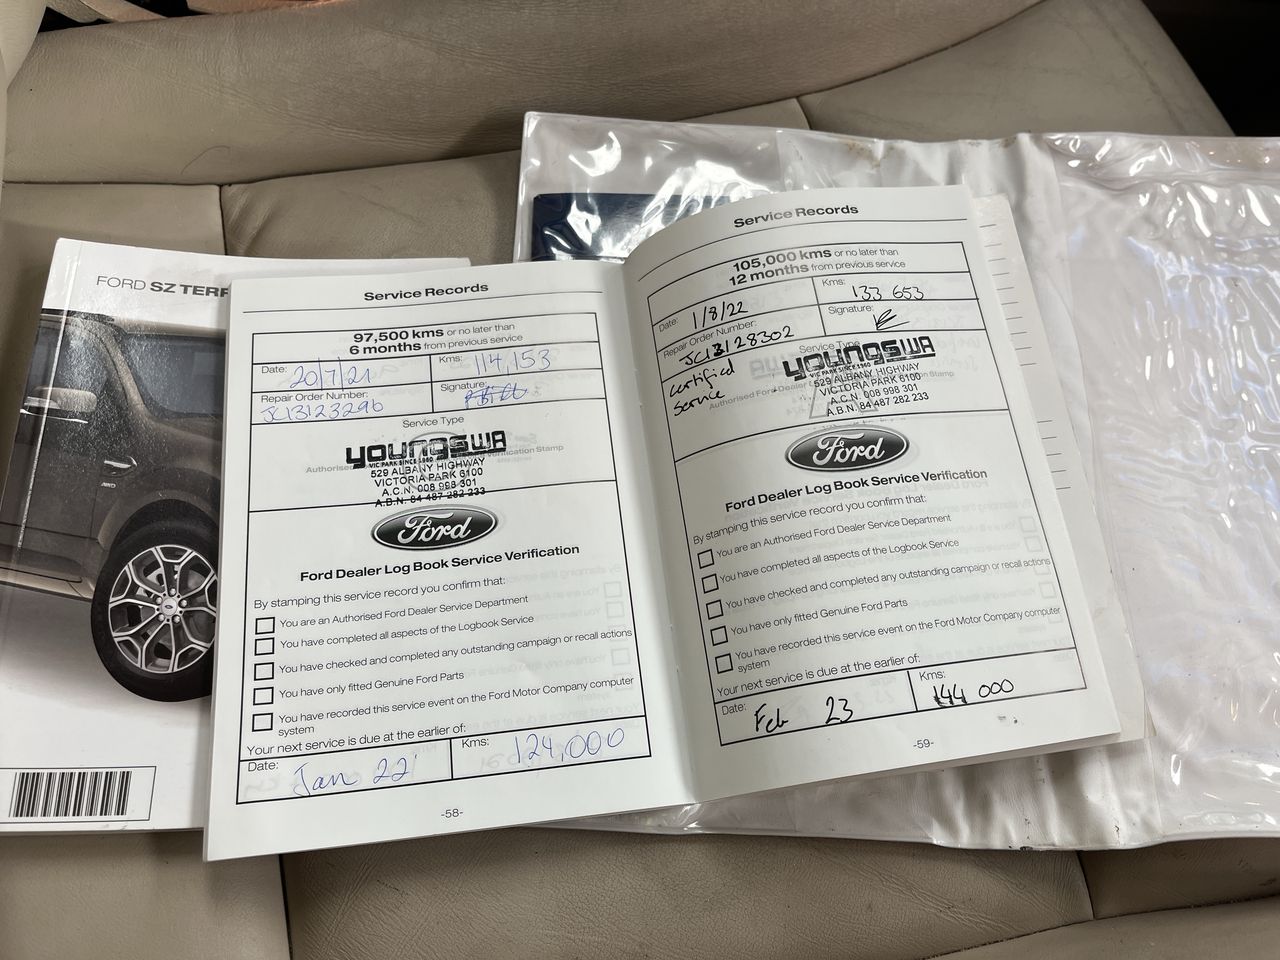 FORD SZ TERR
Service Records
97,500 kms or no later than
6 months from previous service
Date: 20/7/21
Kms: 114,153
Repair Order Number:
JC13123296
Signature:
Service Type
YOUNGSWA
VIC PARK SINCE 1960
529 ALBANY HIGHWAY
VICTORIA PARK 6100
A.C.N. 008 998 301
A.B.N. 84 487 282 233
Ford
Ford Dealer Log Book Service Verification
By stamping this service record you confirm that:
You are an Authorised Ford Dealer Service Department
You have completed all aspects of the Logbook Service
You have checked and completed any outstanding campaign or recall actions
You have only fitted Genuine Ford Parts
You have recorded this service event on the Ford Motor Company computer
system
Your next service is due at the earlier of:
Date: Jan 22
Kms: 124,000
-58-
Service Records
105,000 kms or no later than
12 months from previous service
Date: 1/8/22
Kms: 133 653
Repair Order Number:
JC13128302
Signature:
Service Type
Certified
Service
YOUNGSWA
VIC PARK SINCE 1960
529 ALBANY HIGHWAY
VICTORIA PARK 6100
A.C.N. 008 998 301
A.B.N. 84 487 282 233
Ford
Ford Dealer Log Book Service Verification
By stamping this service record you confirm that:
You are an Authorised Ford Dealer Service Department
You have completed all aspects of the Logbook Service
You have checked and completed any outstanding campaign or recall actions
You have only fitted Genuine Ford Parts
You have recorded this service event on the Ford Motor Company computer
system
Your next service is due at the earlier of:
Date: Feb 23
Kms: 144 000
-59-